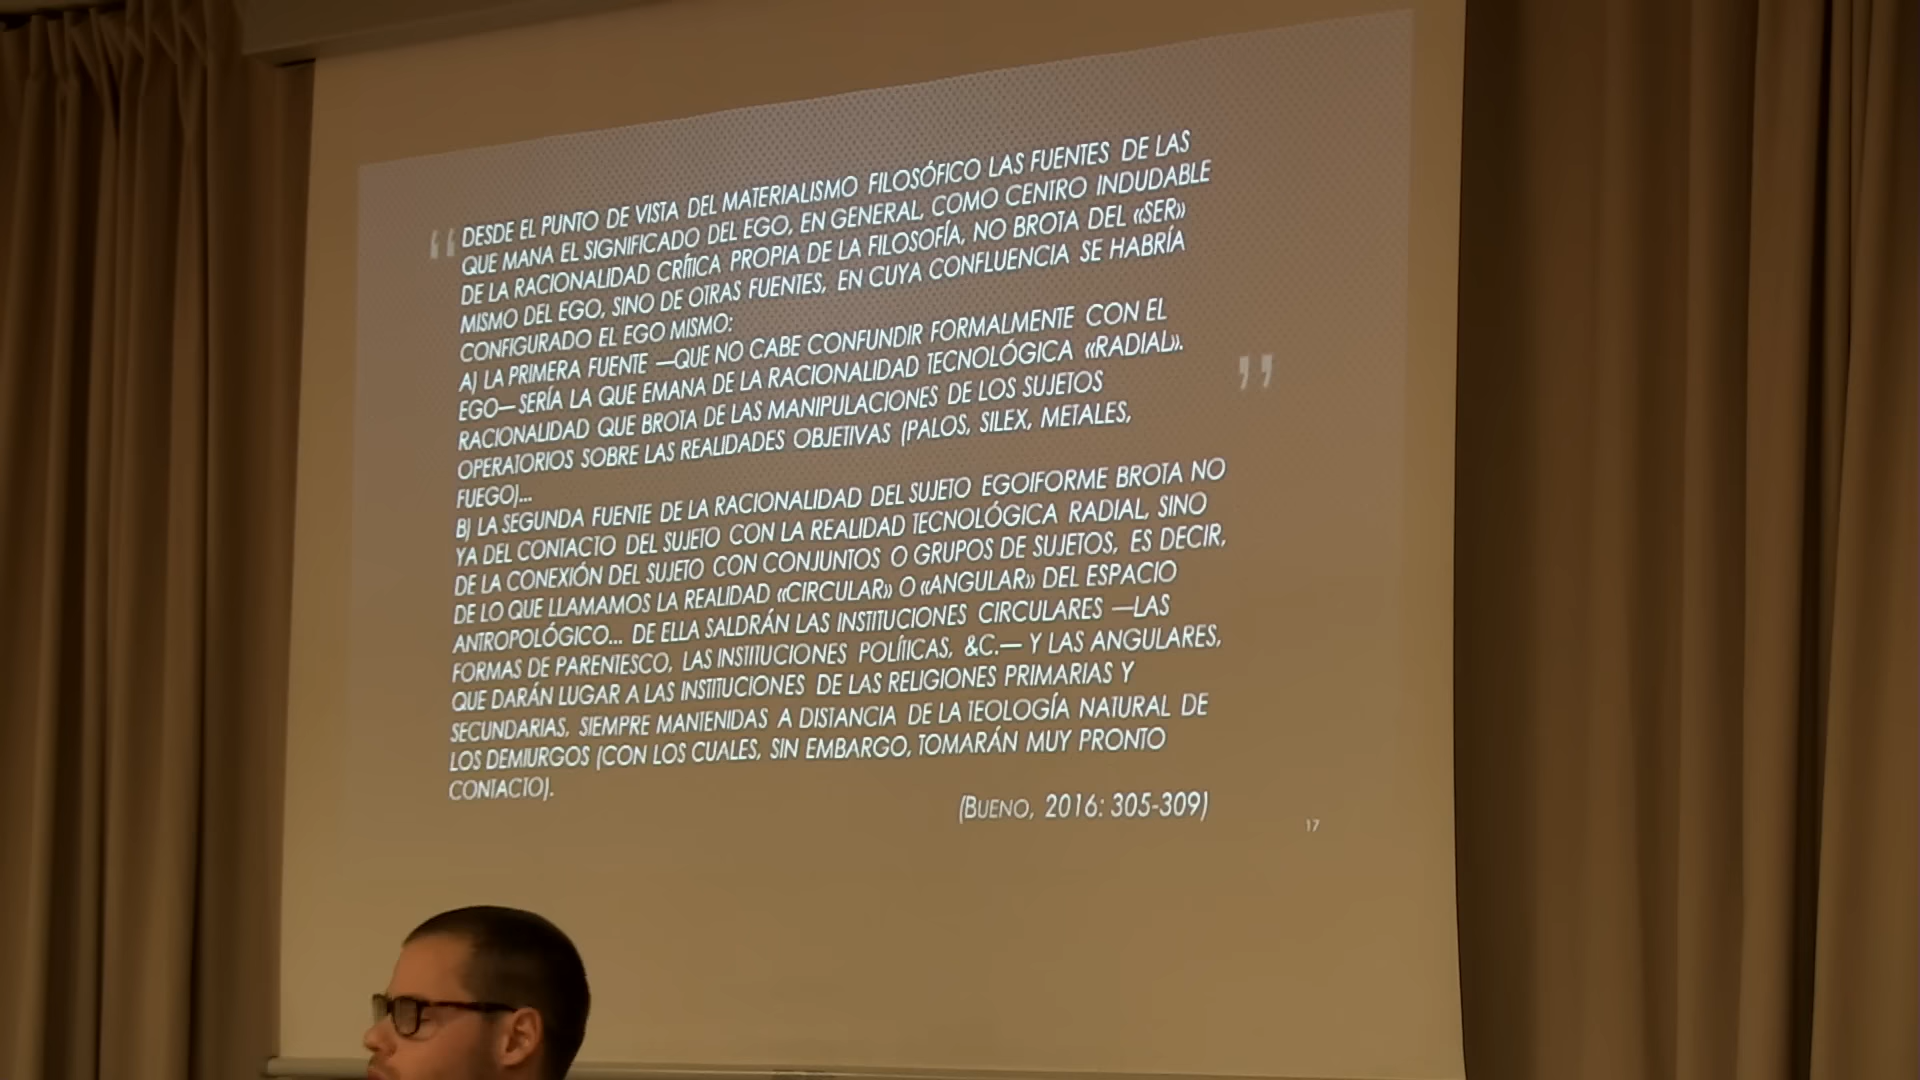 “
DESDE EL PUNTO DE VISTA DEL MATERIALISMO FILOSÓFICO LAS FUENTES DE LAS
QUE MANA EL SIGNIFICADO DEL EGO, EN GENERAL, COMO CENTRO INDUDABLE
DE LA RACIONALIDAD CRÍTICA PROPIA DE LA FILOSOFÍA, NO BROTA DEL «SER»
MISMO DEL EGO, SINO DE OTRAS FUENTES, EN CUYA CONFLUENCIA SE HABRÍA
CONFIGURADO EL EGO MISMO:
A) LA PRIMERA FUENTE —QUE NO CABE CONFUNDIR FORMALMENTE CON EL
EGO— SERÍA LA QUE EMANA DE LA RACIONALIDAD TECNOLÓGICA «RADIAL».
RACIONALIDAD QUE BROTA DE LAS MANIPULACIONES DE LOS SUJETOS
OPERATORIOS SOBRE LAS REALIDADES OBJETIVAS (PALOS, SILEX, METALES,
FUEGO)...
B) LA SEGUNDA FUENTE DE LA RACIONALIDAD DEL SUJETO EGOIFORME BROTA NO
YA DEL CONTACTO DEL SUJETO CON LA REALIDAD TECNOLÓGICA RADIAL, SINO
DE LA CONEXIÓN DEL SUJETO CON CONJUNTOS O GRUPOS DE SUJETOS, ES DECIR,
DE LO QUE LLAMAMOS LA REALIDAD «CIRCULAR» O «ANGULAR» DEL ESPACIO
ANTROPOLÓGICO... DE ELLA SALDRÁN LAS INSTITUCIONES CIRCULARES —LAS
FORMAS DE PARENTESCO, LAS INSTITUCIONES POLÍTICAS, &C.— Y LAS ANGULARES,
QUE DARÁN LUGAR A LAS INSTITUCIONES DE LAS RELIGIONES PRIMARIAS Y
SECUNDARIAS, SIEMPRE MANTENIDAS A DISTANCIA DE LA TEOLOGÍA NATURAL DE
LOS DEMIURGOS (CON LOS CUALES, SIN EMBARGO, TOMARÁN MUY PRONTO
CONTACTO).
”
(BUENO, 2016: 305-309)
17